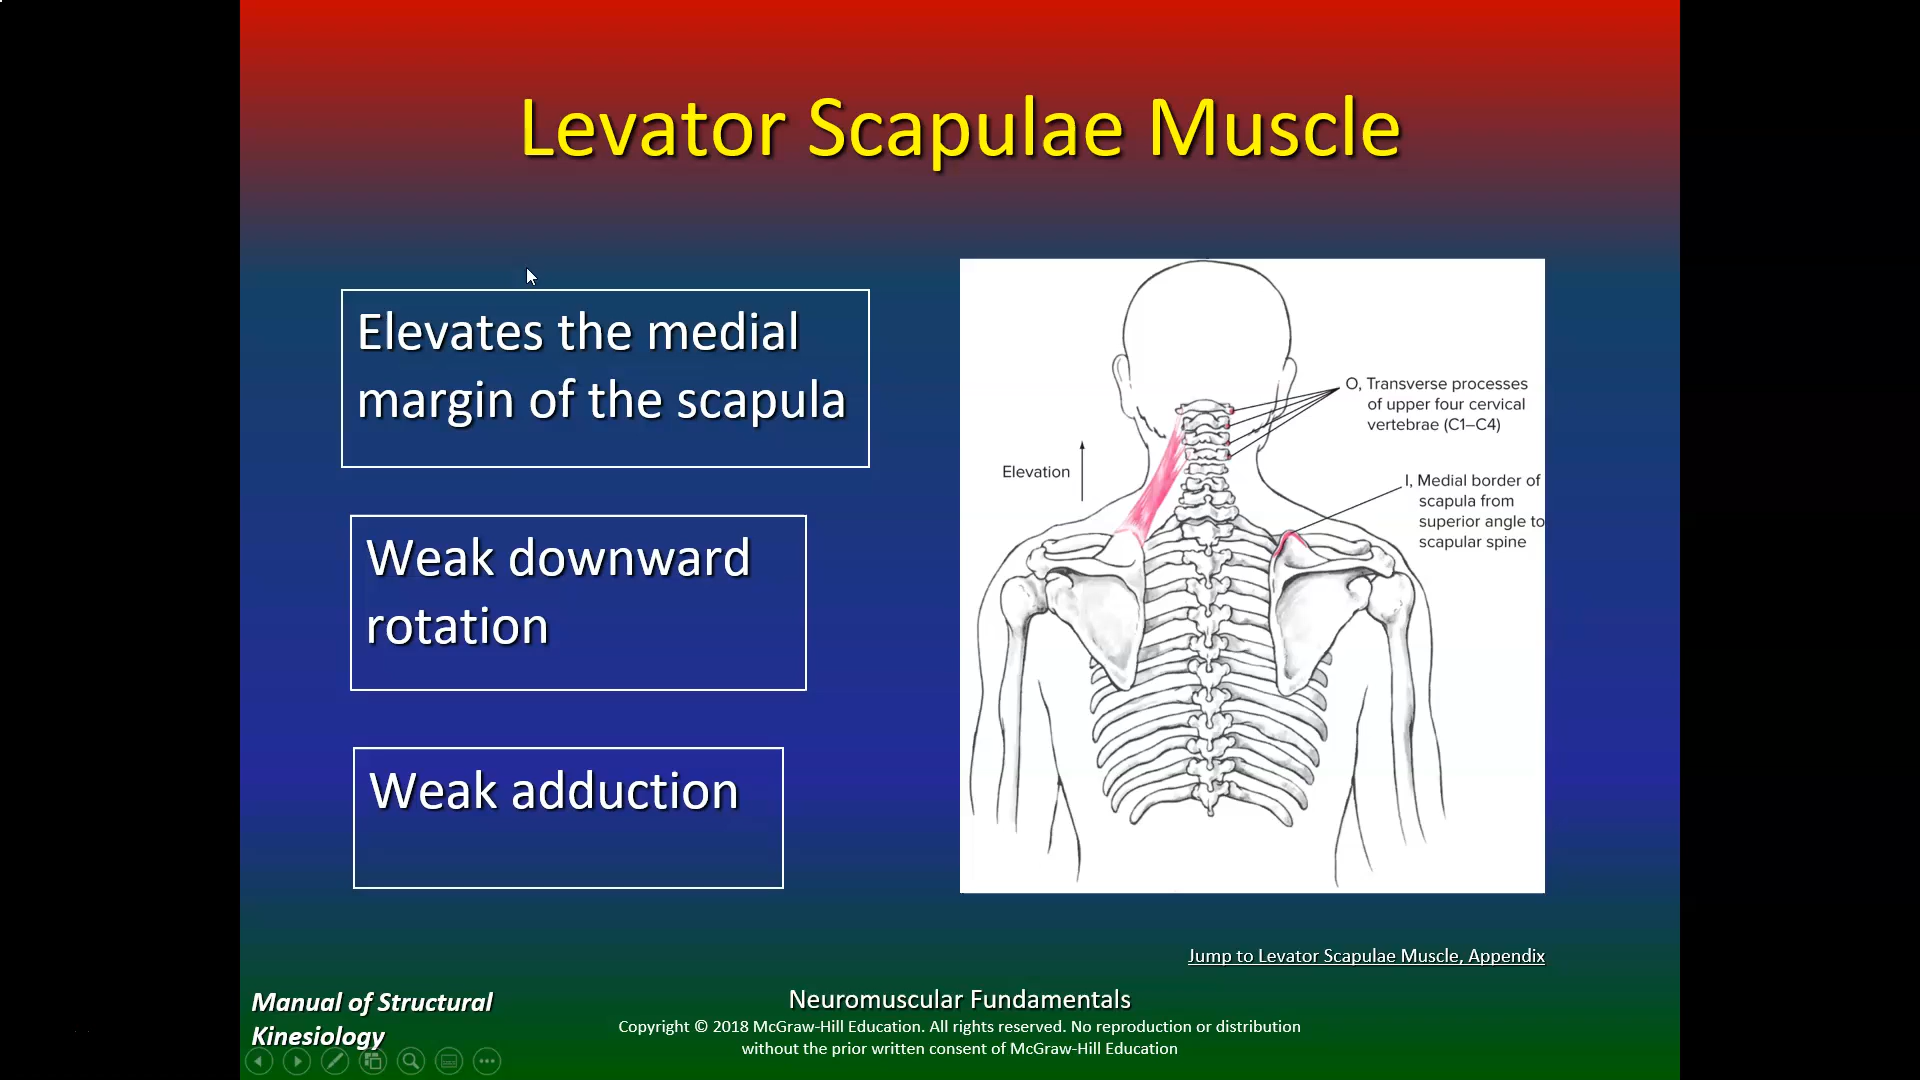 Levator Scapulae Muscle
Elevates the medial
margin of the scapula
Weak downward
rotation
Weak adduction
O, Transverse processes
of upper four cervical
vertebrae (C1–C4)
Elevation
I, Medial border of
scapula from
superior angle to
scapular spine
Jump to Levator Scapulae Muscle, Appendix
Manual of Structural
Kinesiology
Neuromuscular Fundamentals
Copyright © 2018 McGraw-Hill Education. All rights reserved. No reproduction or distribution
without the prior written consent of McGraw-Hill Education